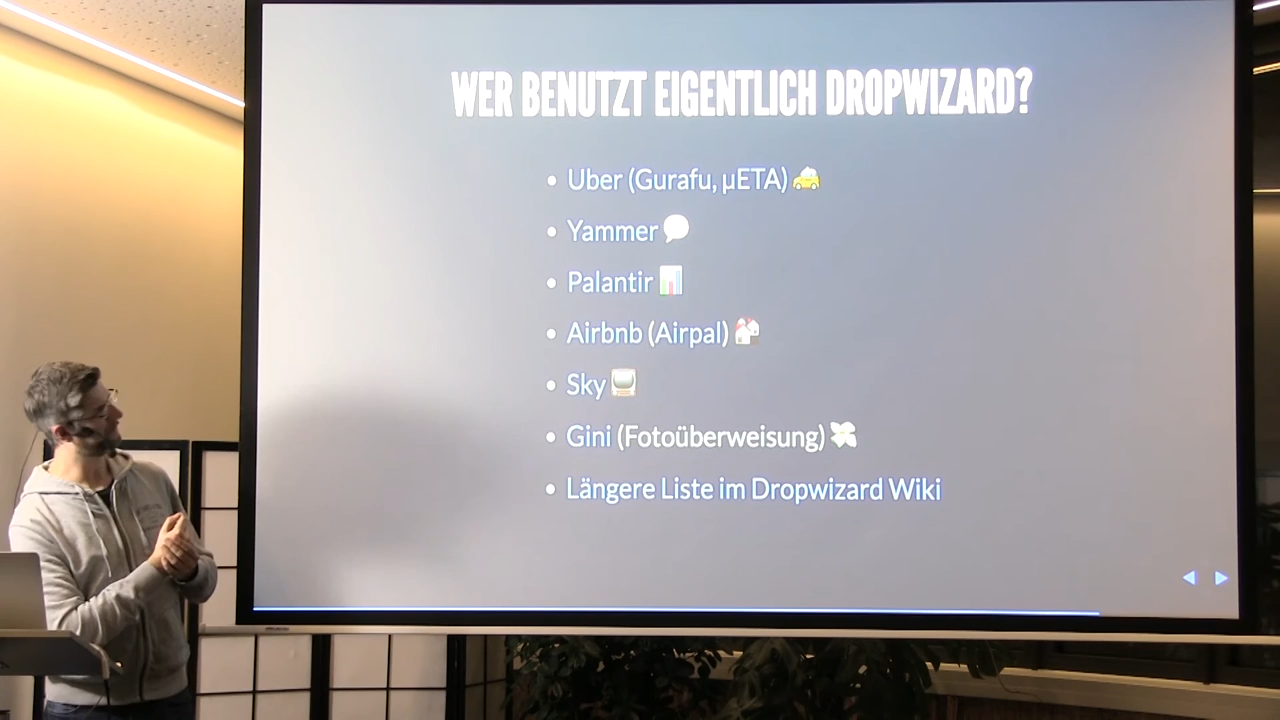 WER BENUTZT EIGENTLICH DROPWIZARD?
Uber (Gurafu, µETA) 🚕
Yammer 💬
Palantir 📊
Airbnb (Airpal) 🏘
Sky 📺
Gini (Fotoüberweisung) 💸
Längere Liste im Dropwizard Wiki